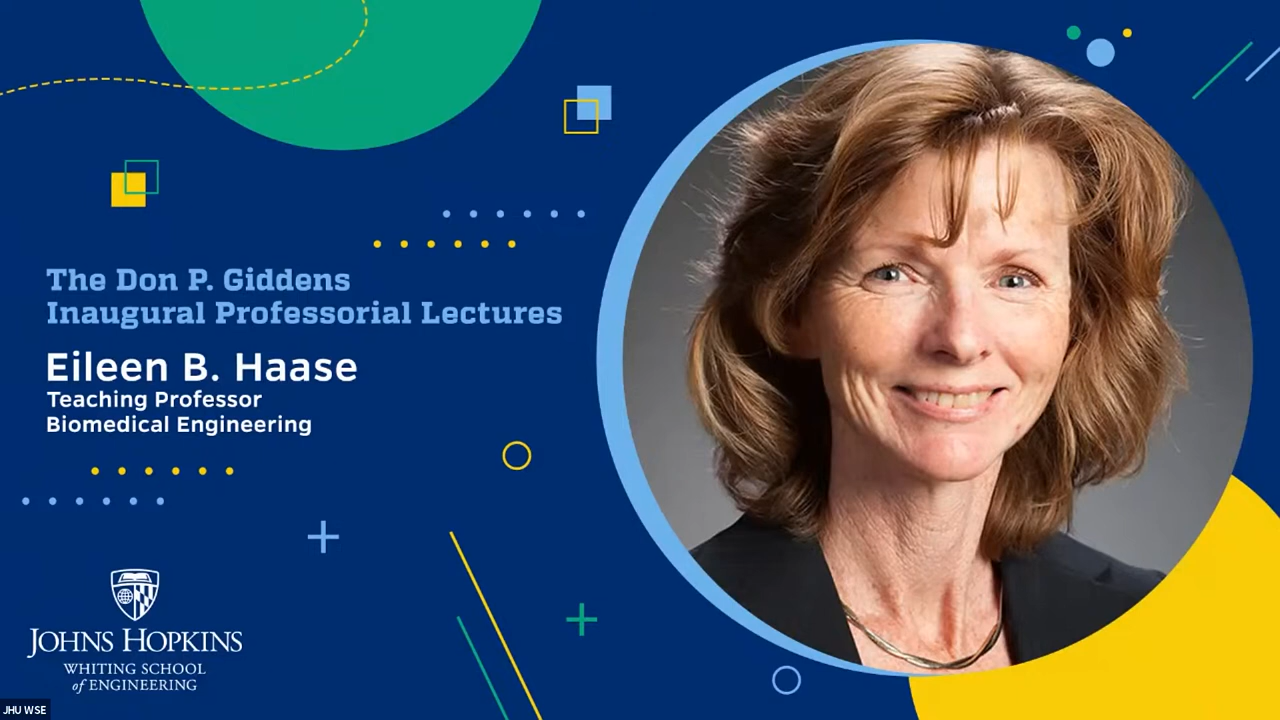 The Don P. Giddens
Inaugural Professorial Lectures
Eileen B. Haase
Teaching Professor
Biomedical Engineering
JOHNS HOPKINS
WHITING SCHOOL
of ENGINEERING
JHU WSE